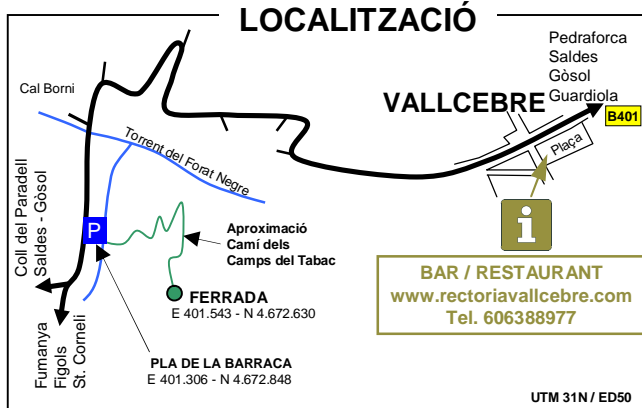 LOCALITZACIÓ
Pedraforca
Saldes
Gòsol
Guardiola
B401
VALLCEBRE
Plaça
Cal Borni
Torrent del Forat Negre
Coll del Paradell
Saldes - Gòsol
P
Aproximació
Camí dels
Camps del Tabac
i
FERRADA
E 401.543 - N 4.672.630
BAR / RESTAURANT
www.rectoriavallcebre.com
Tel. 606388977
Fumanya
Figols
St. Corneli
PLA DE LA BARRACA
E 401.306 - N 4.672.848
UTM 31N / ED50